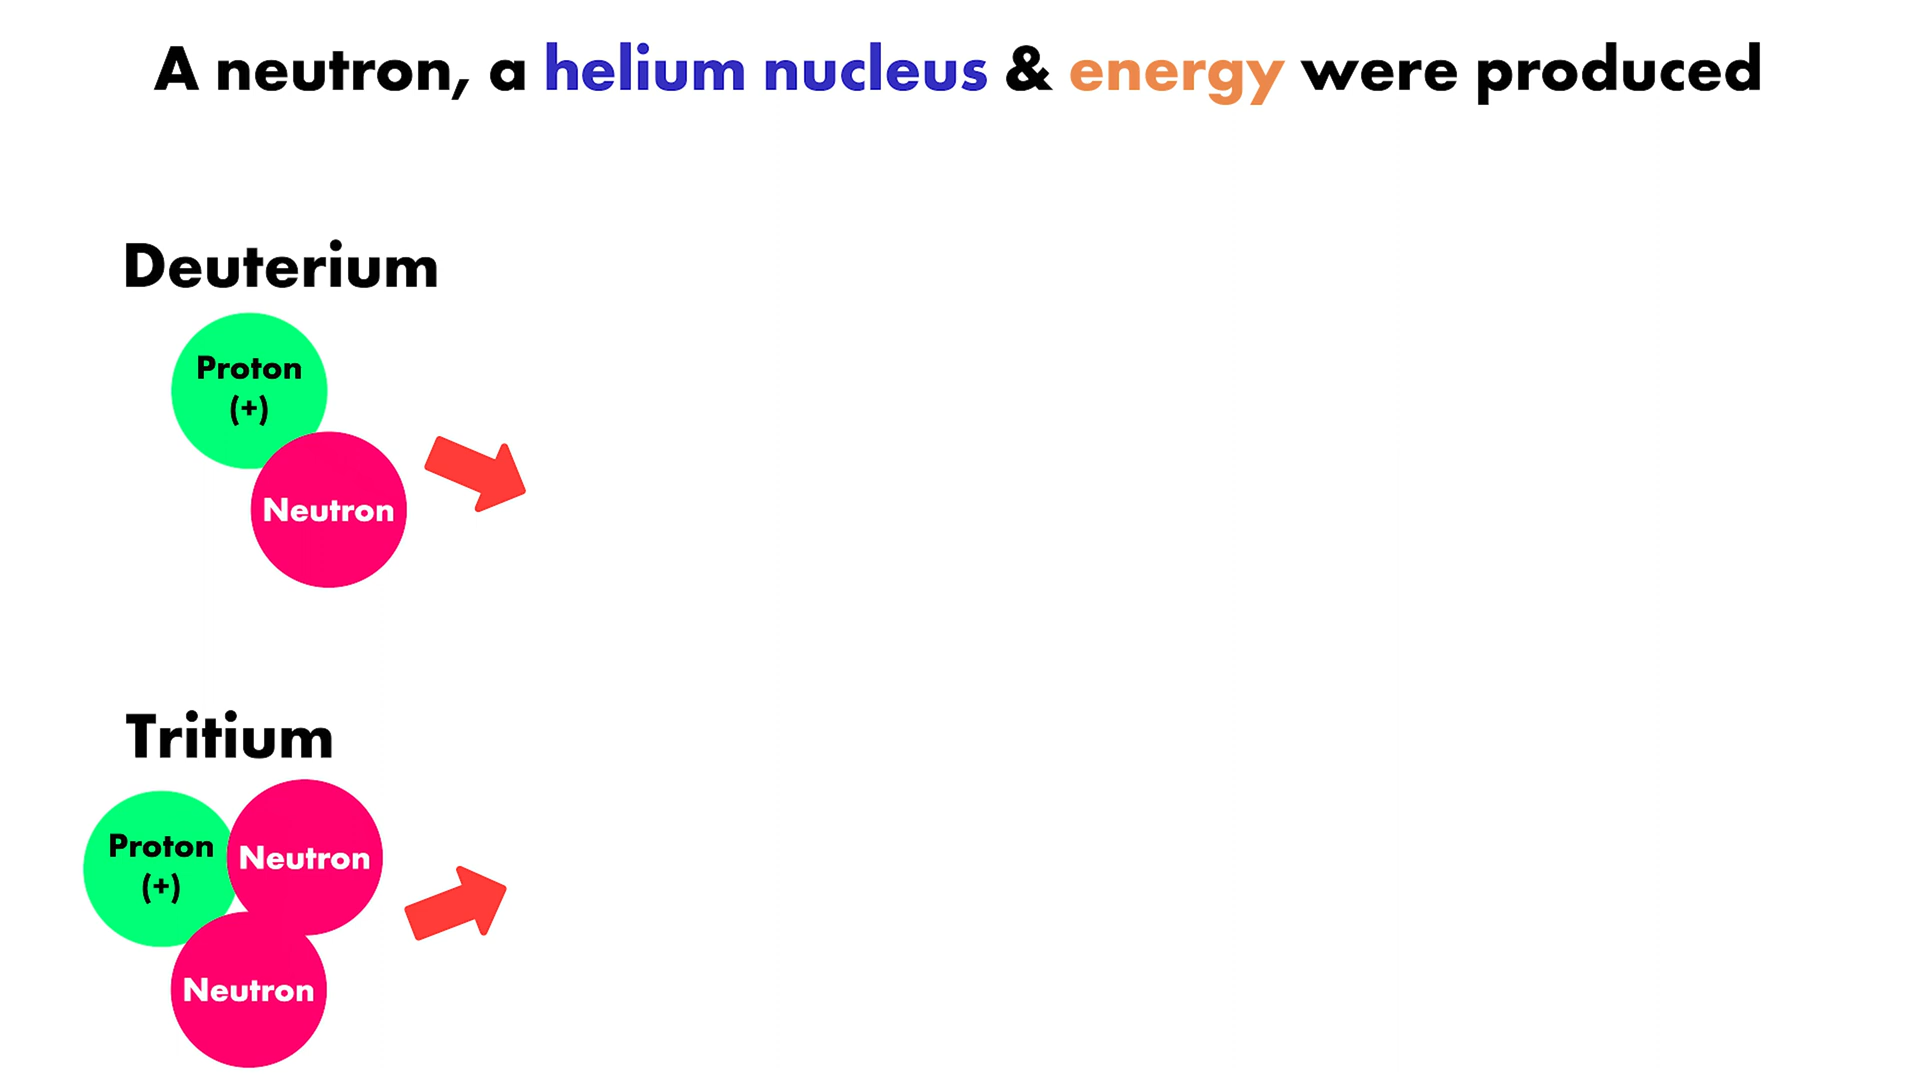 A neutron, a helium nucleus & energy were produced
Deuterium
Proton
(+)
Neutron
Tritium
Proton
(+)
Neutron
Neutron